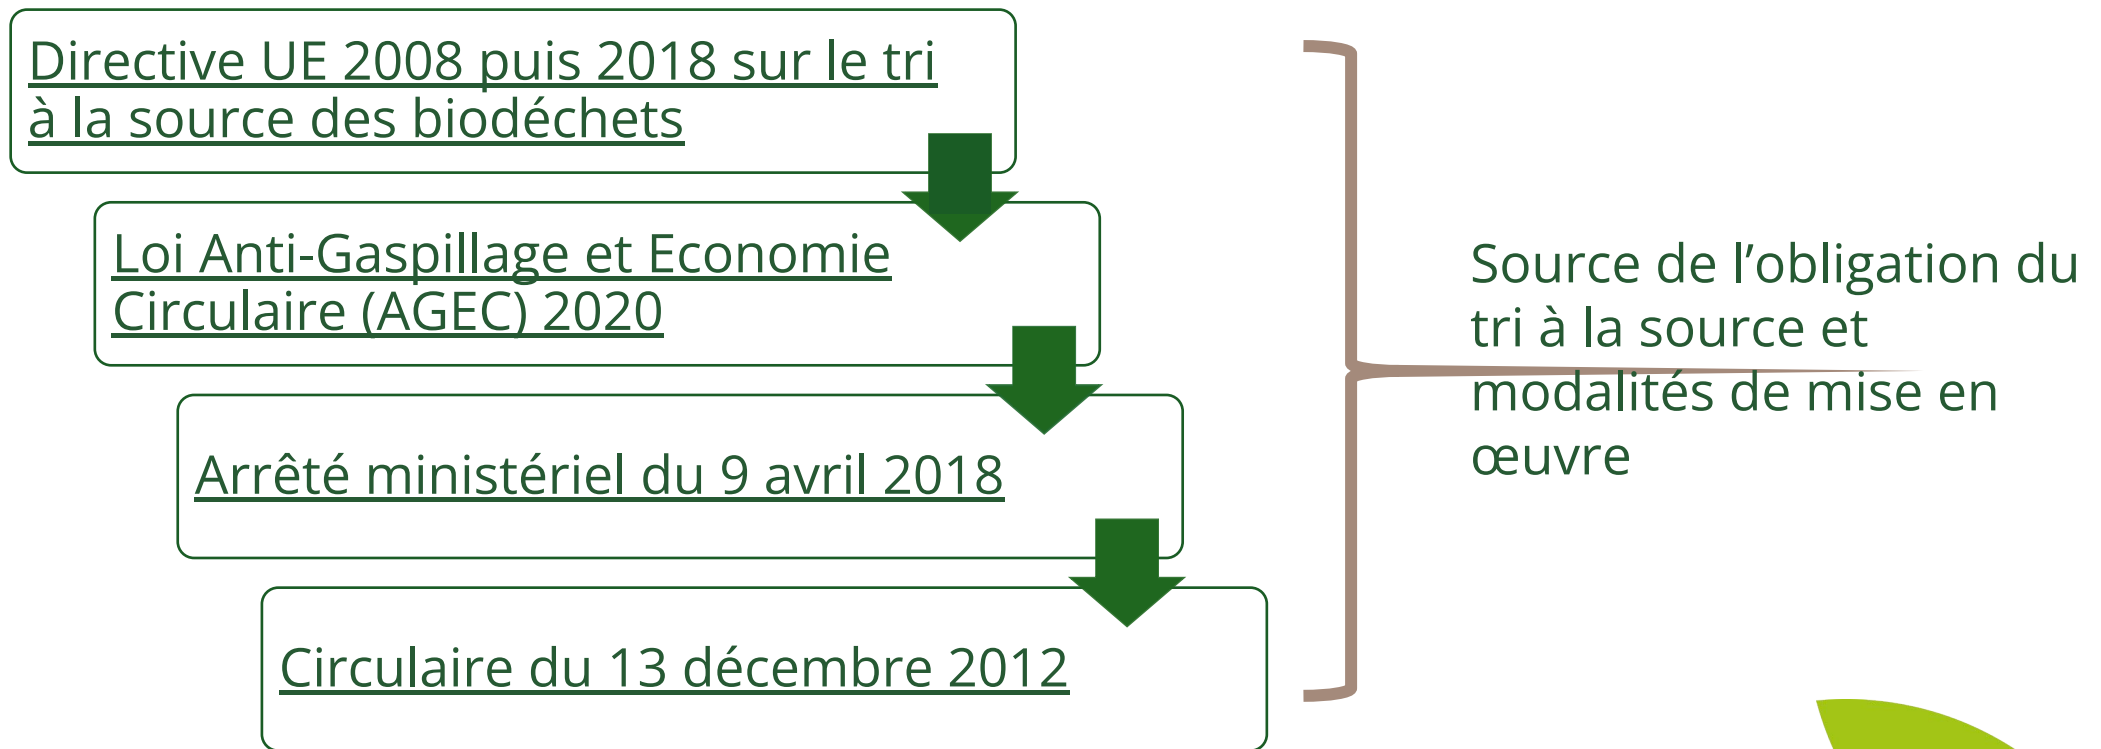 Directive UE 2008 puis 2018 sur le tri
à la source des biodéchets
Loi Anti-Gaspillage et Economie
Circulaire (AGEC) 2020
Arrêté ministériel du 9 avril 2018
Circulaire du 13 décembre 2012
Source de l’obligation du
tri à la source et
modalités de mise en
œuvre